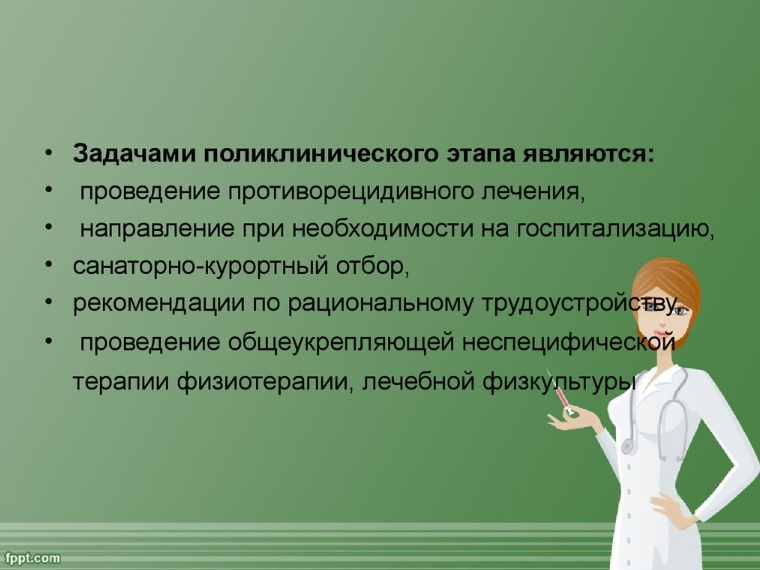 • Задачами поликлинического этапа являются:
• проведение противорецидивного лечения,
• направление при необходимости на госпитализацию,
• санаторно-курортный отбор,
• рекомендации по рациональному трудоустройству,
• проведение общеукрепляющей неспецифической
терапии физиотерапии, лечебной физкультуры
fppt.com